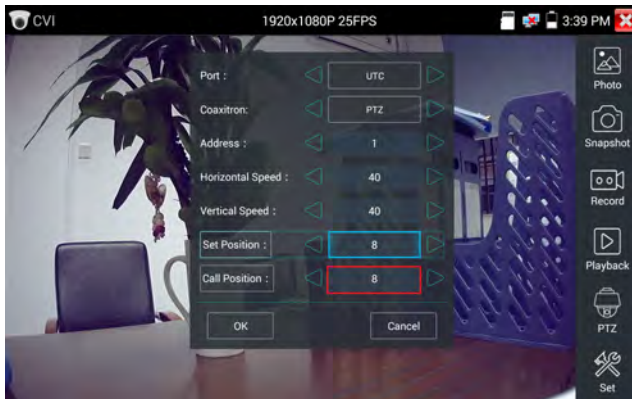 CVI 1920x1080P 25FPS 3:39 PM
Port : UTC
Coaxitron: PTZ
Address : 1
Horizontal Speed : 40
Vertical Speed : 40
Set Position : 8
Call Position : 8
OK Cancel
Photo
Snapshot
Record
Playback
PTZ
Set